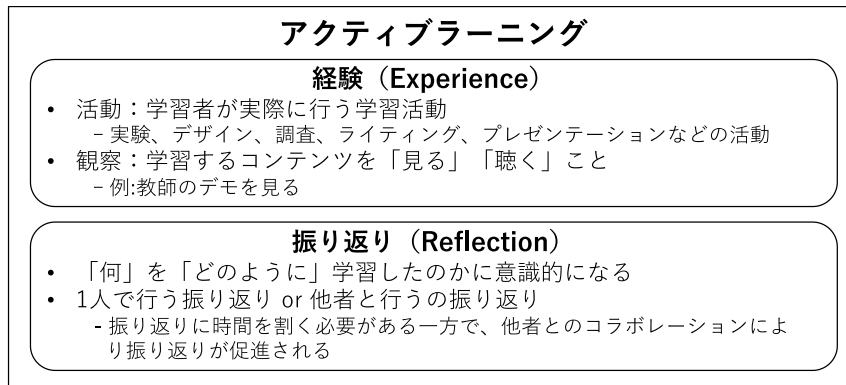 アクティブラーニング
経験（Experience）
• 活動：学習者が実際に行う学習活動
– 実験、デザイン、調査、ライティング、プレゼンテーションなどの活動
• 観察：学習するコンテンツを「見る」「聴く」こと
– 例:教師のデモを見る
振り返り（Reflection）
• 「何」を「どのように」学習したのかに意識的になる
• 1人で行う振り返り or 他者と行うの振り返り
- 振り返りに時間を割く必要がある一方で、他者とのコラボレーションによ
り振り返りが促進される